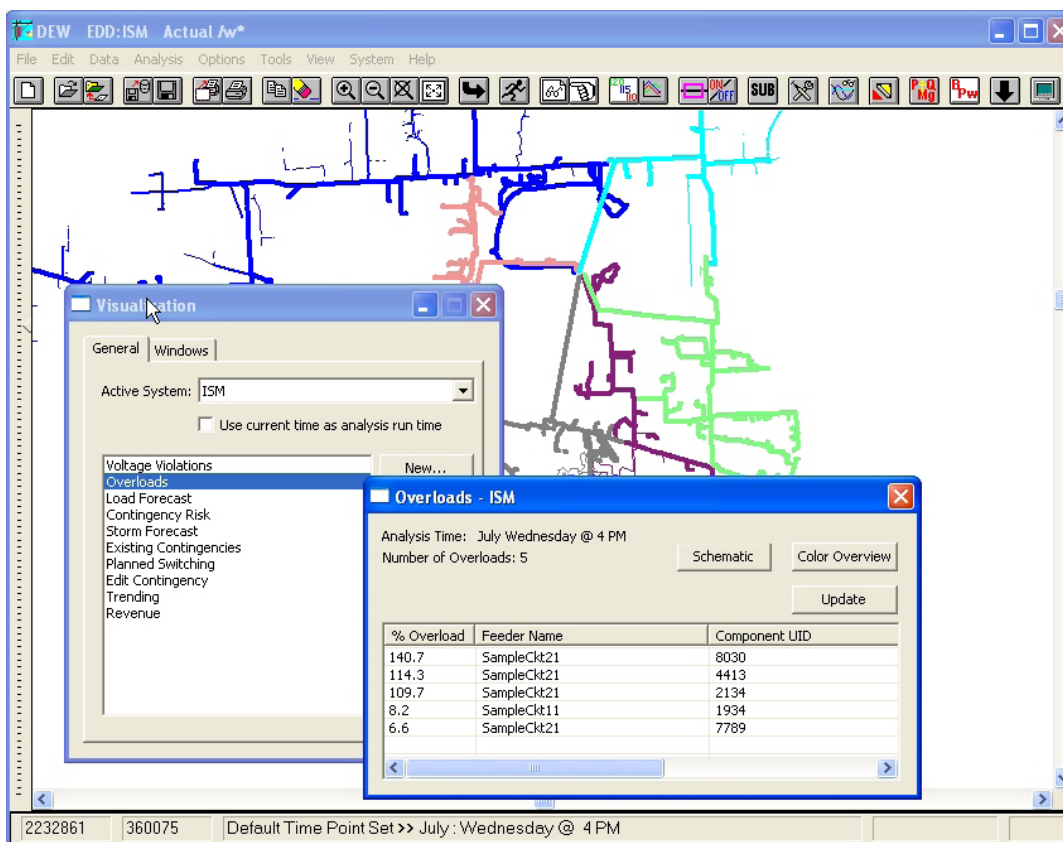 DEW EDD:ISM Actual /w*
File Edit Data Analysis Options Tools View System Help
ON/OFF SUB
Visualization
General Windows
Active System: ISM
Use current time as analysis run time
Voltage Violations
New...
Overloads
Load Forecast
Contingency Risk
Storm Forecast
Existing Contingencies
Planned Switching
Edit Contingency
Trending
Revenue
Overloads - ISM
Analysis Time: July Wednesday @ 4 PM
Number of Overloads: 5
Schematic Color Overview
Update
% Overload Feeder Name Component UID
140.7 SampleCkt21 8030
114.3 SampleCkt21 4413
109.7 SampleCkt21 2134
8.2 SampleCkt11 1934
6.6 SampleCkt21 7789
2232861 360075 Default Time Point Set >> July : Wednesday @ 4 PM